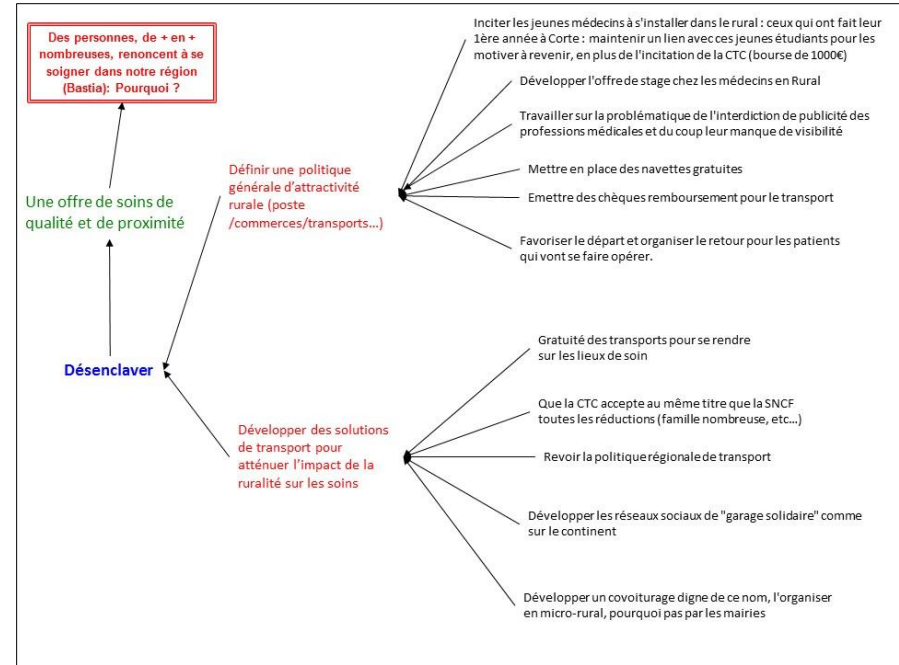 Des personnes, de + en +
nombreuses, renoncent à se
soigner dans notre région
(Bastia): Pourquoi ?
Une offre de soins de
qualité et de proximité
Désenclaver
Définir une politique
générale d'attractivité
rurale (poste
/commerces/transports...)
Inciter les jeunes médecins à s'installer dans le rural : ceux qui ont fait leur
1ère année à Corte : maintenir un lien avec ces jeunes étudiants pour les
motiver à revenir, en plus de l'incitation de la CTC (bourse de 1000€)
Développer l'offre de stage chez les médecins en Rural
Travailler sur la problématique de l'interdiction de publicité des
professions médicales et du coup leur manque de visibilité
Mettre en place des navettes gratuites
Emettre des chèques remboursement pour le transport
Favoriser le départ et organiser le retour pour les patients
qui vont se faire opérer.
Développer des solutions
de transport pour
atténuer l'impact de la
ruralité sur les soins
Gratuité des transports pour se rendre
sur les lieux de soin
Que la CTC accepte au même titre que la SNCF
toutes les réductions (famille nombreuse, etc...)
Revoir la politique régionale de transport
Développer les réseaux sociaux de "garage solidaire" comme
sur le continent
Développer un covoiturage digne de ce nom, l'organiser
en micro-rural, pourquoi pas par les mairies